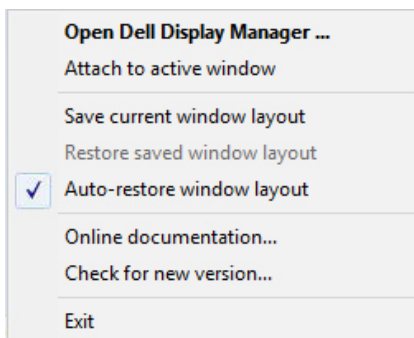 Open Dell Display Manager ...
Attach to active window
Save current window layout
Restore saved window layout
Auto-restore window layout
Online documentation...
Check for new version...
Exit